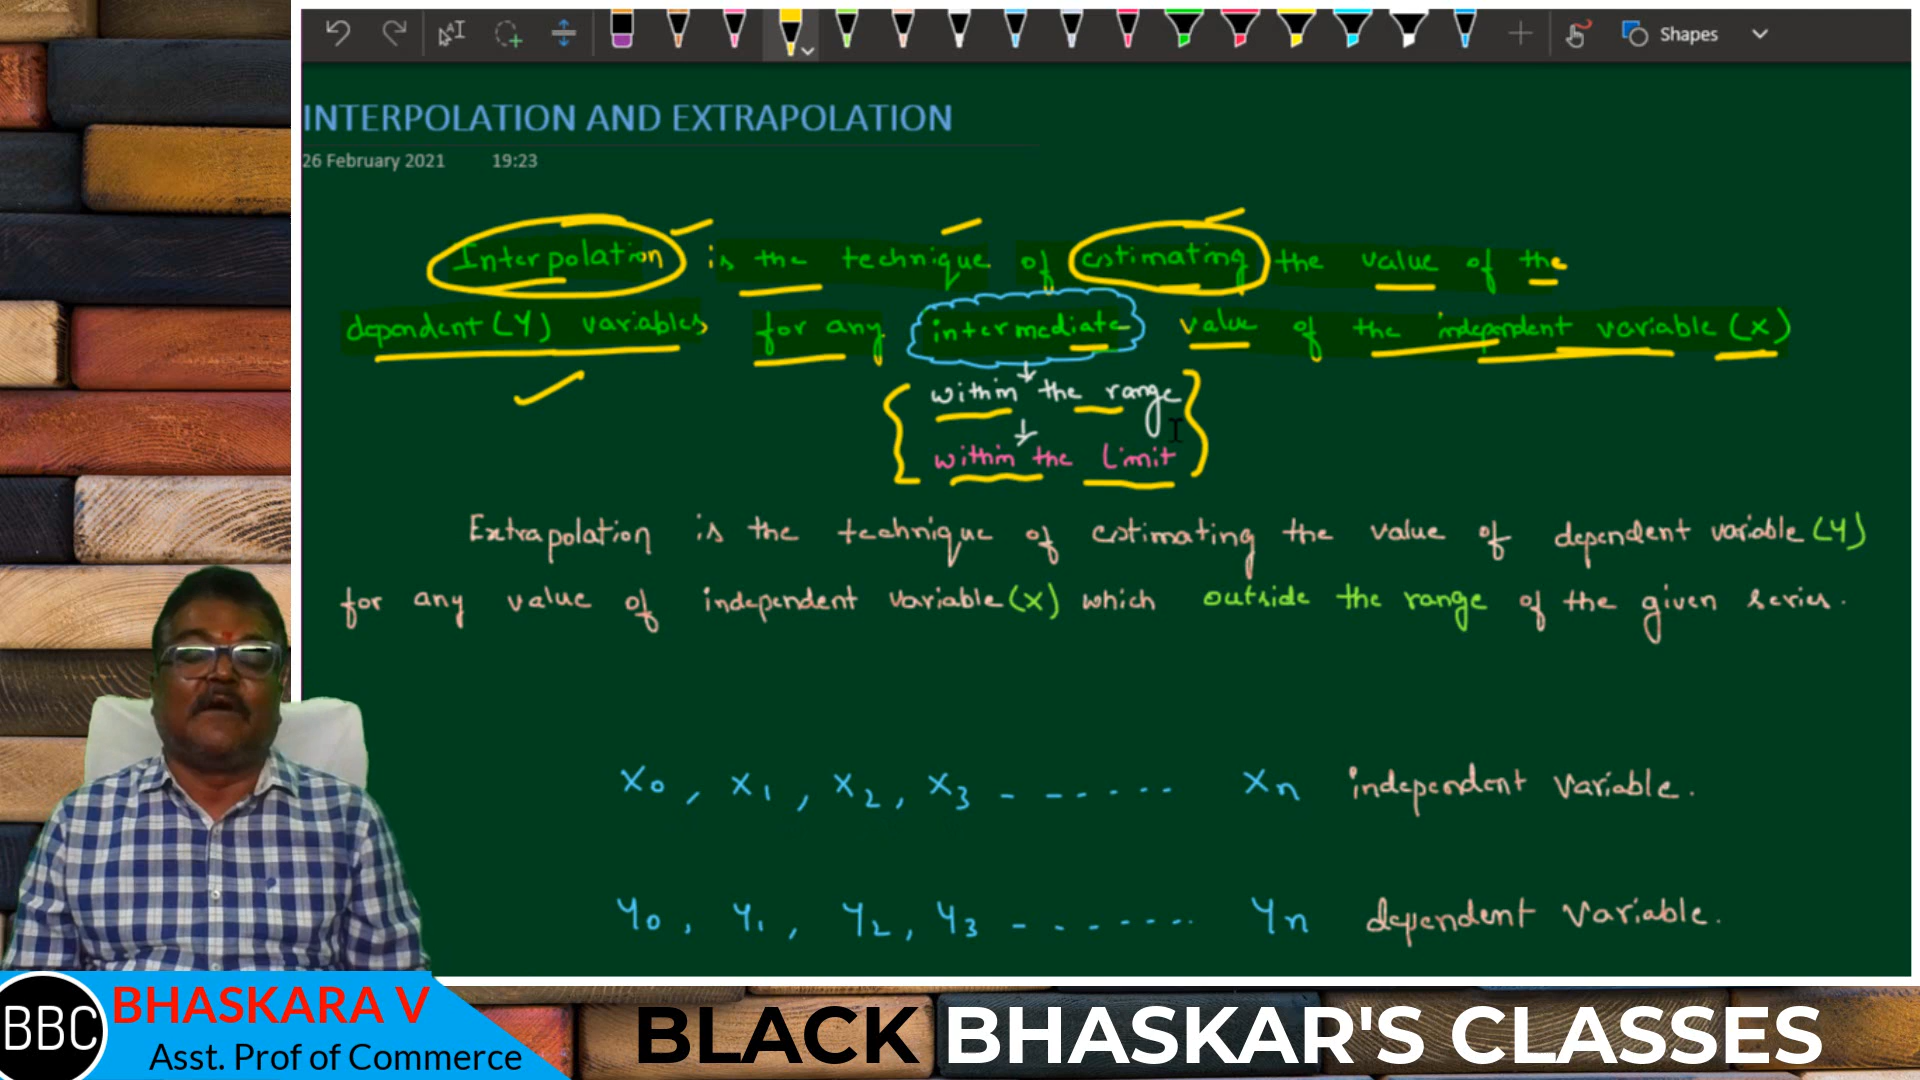 Shapes
INTERPOLATION AND EXTRAPOLATION
26 February 2021 19:23
Interpolation is the technique of estimating the value of the
dependent (Y) variables for any intermediate value of the independent variable (x)
within the range
within the Limit
Extrapolation is the technique of estimating the value of dependent variable (Y)
for any value of independent variable (x) which outside the range of the given series.
x₀, x₁, x₂, x₃ - - - - - - - xₙ independent variable.
Y₀, Y₁, Y₂, Y₃ - - - - - - - Yₙ dependent variable.
BBC
BHASKARA V
Asst. Prof of Commerce
BLACK BHASKAR'S CLASSES